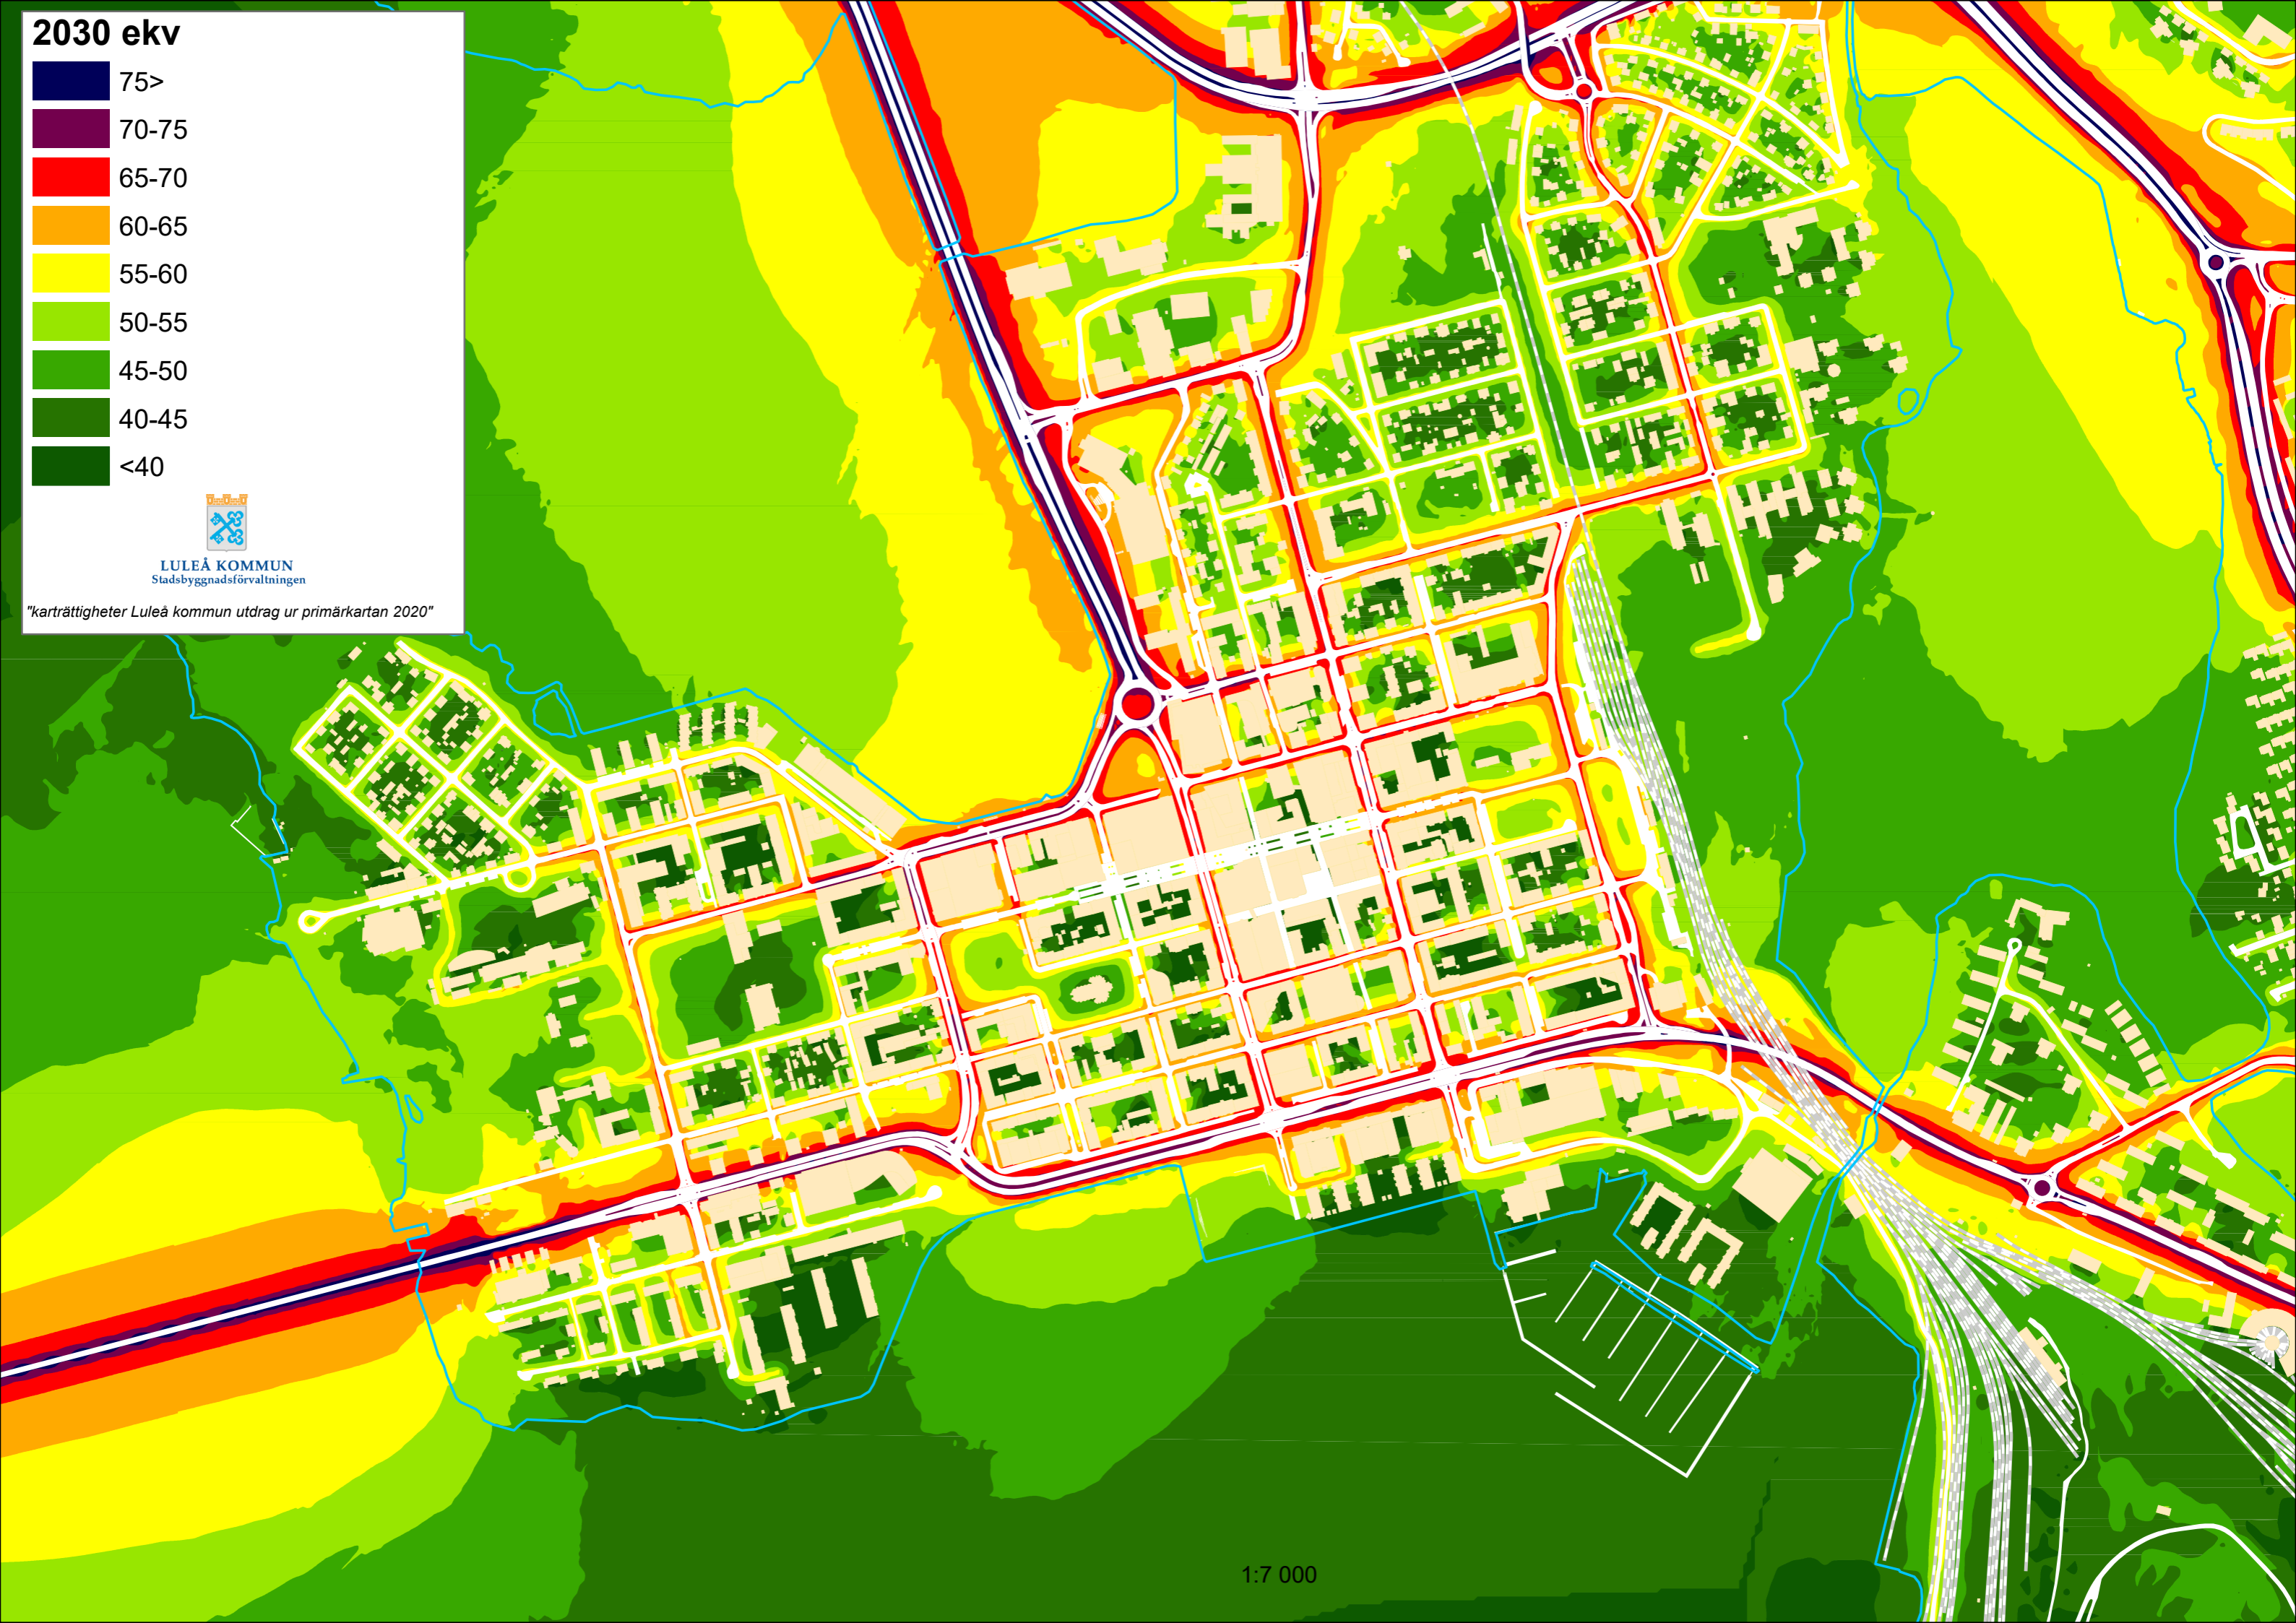 2030 ekv
75>
70-75
65-70
60-65
55-60
50-55
45-50
40-45
<40
LULEÅ KOMMUN
Stadsbyggnadsförvaltningen
"karträttigheter Luleå kommun utdrag ur primärkartan 2020"
1:7 000